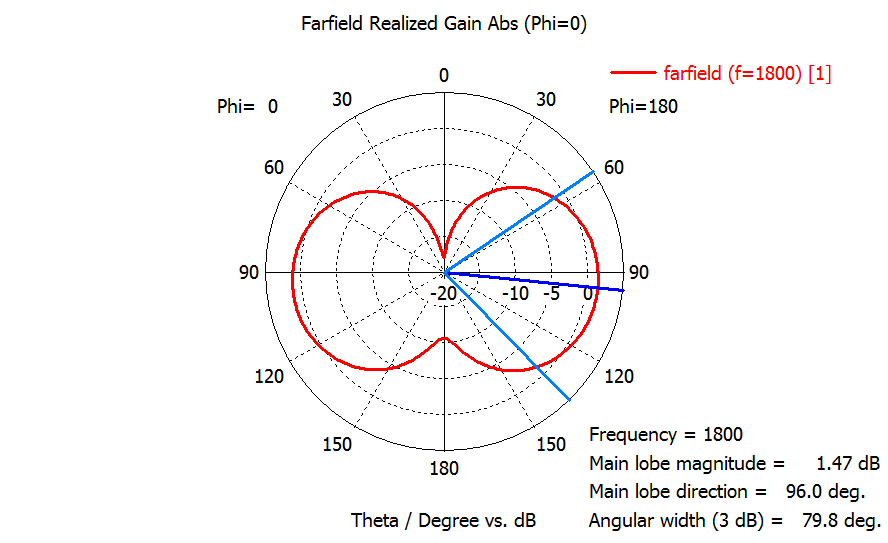 Farfield Realized Gain Abs (Phi=0)
farfield (f=1800) [1]
0
Phi= 0
30
30
Phi=180
60
60
90
90
-20
-10
-5
0
120
120
150
150
180
Frequency = 1800
Main lobe magnitude = 1.47 dB
Main lobe direction = 96.0 deg.
Theta / Degree vs. dB
Angular width (3 dB) = 79.8 deg.